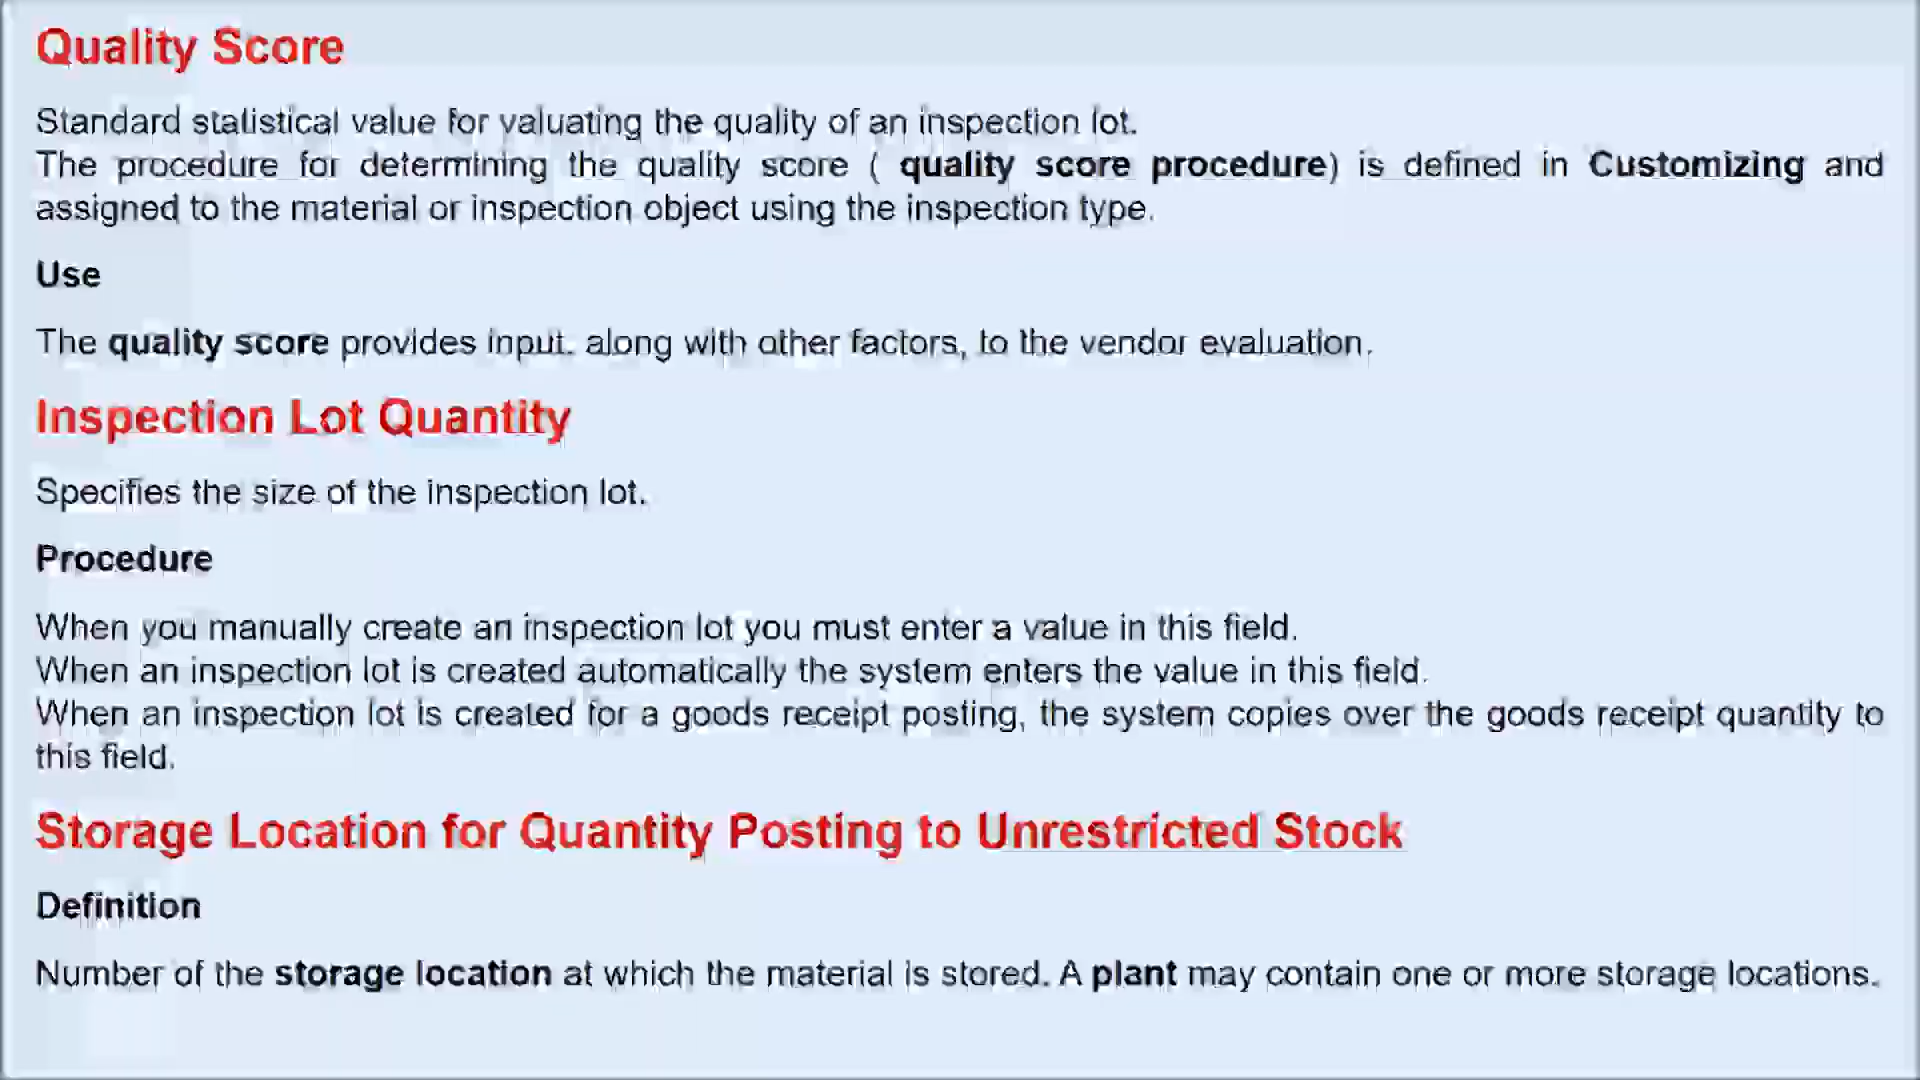 Quality Score
Standard statistical value for valuating the quality of an inspection lot.
The procedure for determining the quality score ( quality score procedure) is defined in Customizing and
assigned to the material or inspection object using the inspection type.
Use
The quality score provides input, along with other factors, to the vendor evaluation.
Inspection Lot Quantity
Specifies the size of the inspection lot.
Procedure
When you manually create an inspection lot you must enter a value in this field.
When an inspection lot is created automatically the system enters the value in this field.
When an inspection lot is created for a goods receipt posting, the system copies over the goods receipt quantity to
this field.
Storage Location for Quantity Posting to Unrestricted Stock
Definition
Number of the storage location at which the material is stored. A plant may contain one or more storage locations.